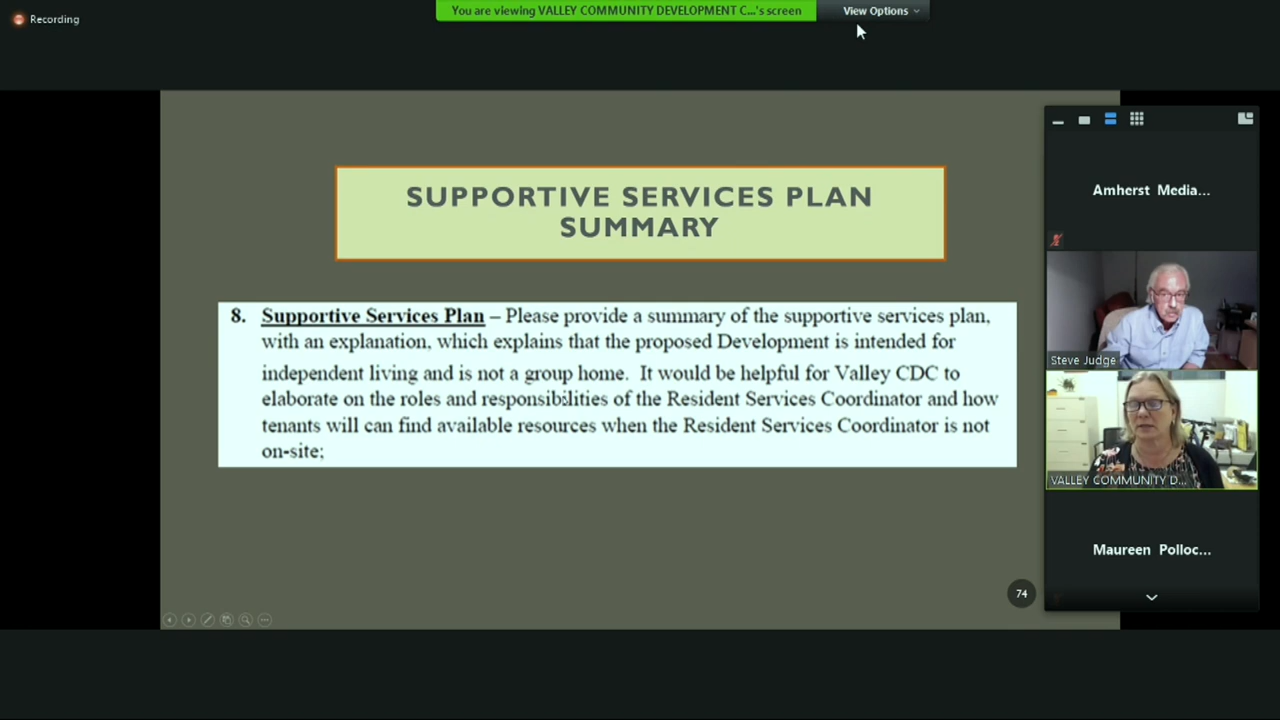 Recording
You are viewing VALLEY COMMUNITY DEVELOPMENT C...'s screen
View Options
SUPPORTIVE SERVICES PLAN
SUMMARY
8. Supportive Services Plan – Please provide a summary of the supportive services plan,
with an explanation, which explains that the proposed Development is intended for
independent living and is not a group home. It would be helpful for Valley CDC to
elaborate on the roles and responsibilities of the Resident Services Coordinator and how
tenants will can find available resources when the Resident Services Coordinator is not
on-site;
74
Amherst Media...
Steve Judge
VALLEY COMMUNITY D...
Maureen Polloc...